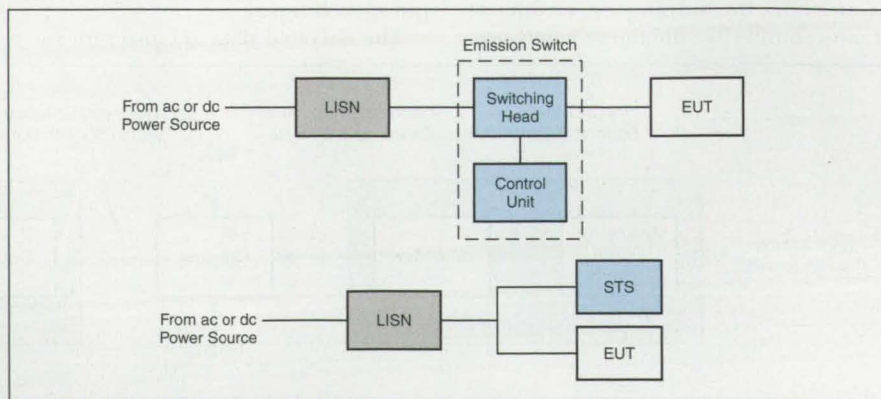 Emission Switch
From ac or dc
Power Source
LISN
Switching
Head
EUT
Control
Unit
STS
From ac or dc
Power Source
LISN
EUT